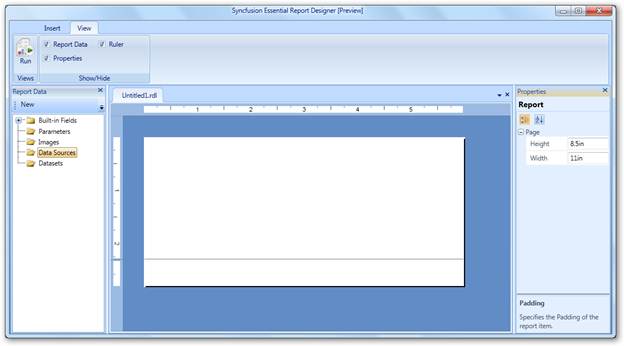 Syncfusion Essential Report Designer [Preview]
Insert View
Run
Report Data Ruler
Properties
Views Show/Hide
Report Data
New
Built-in Fields
Parameters
Images
Data Sources
Datasets
Untitled1.rdl
1 2 3 4 5
1
2
Properties
Report
Page
Height 8.5in
Width 11in
Padding
Specifies the Padding of the
report item.